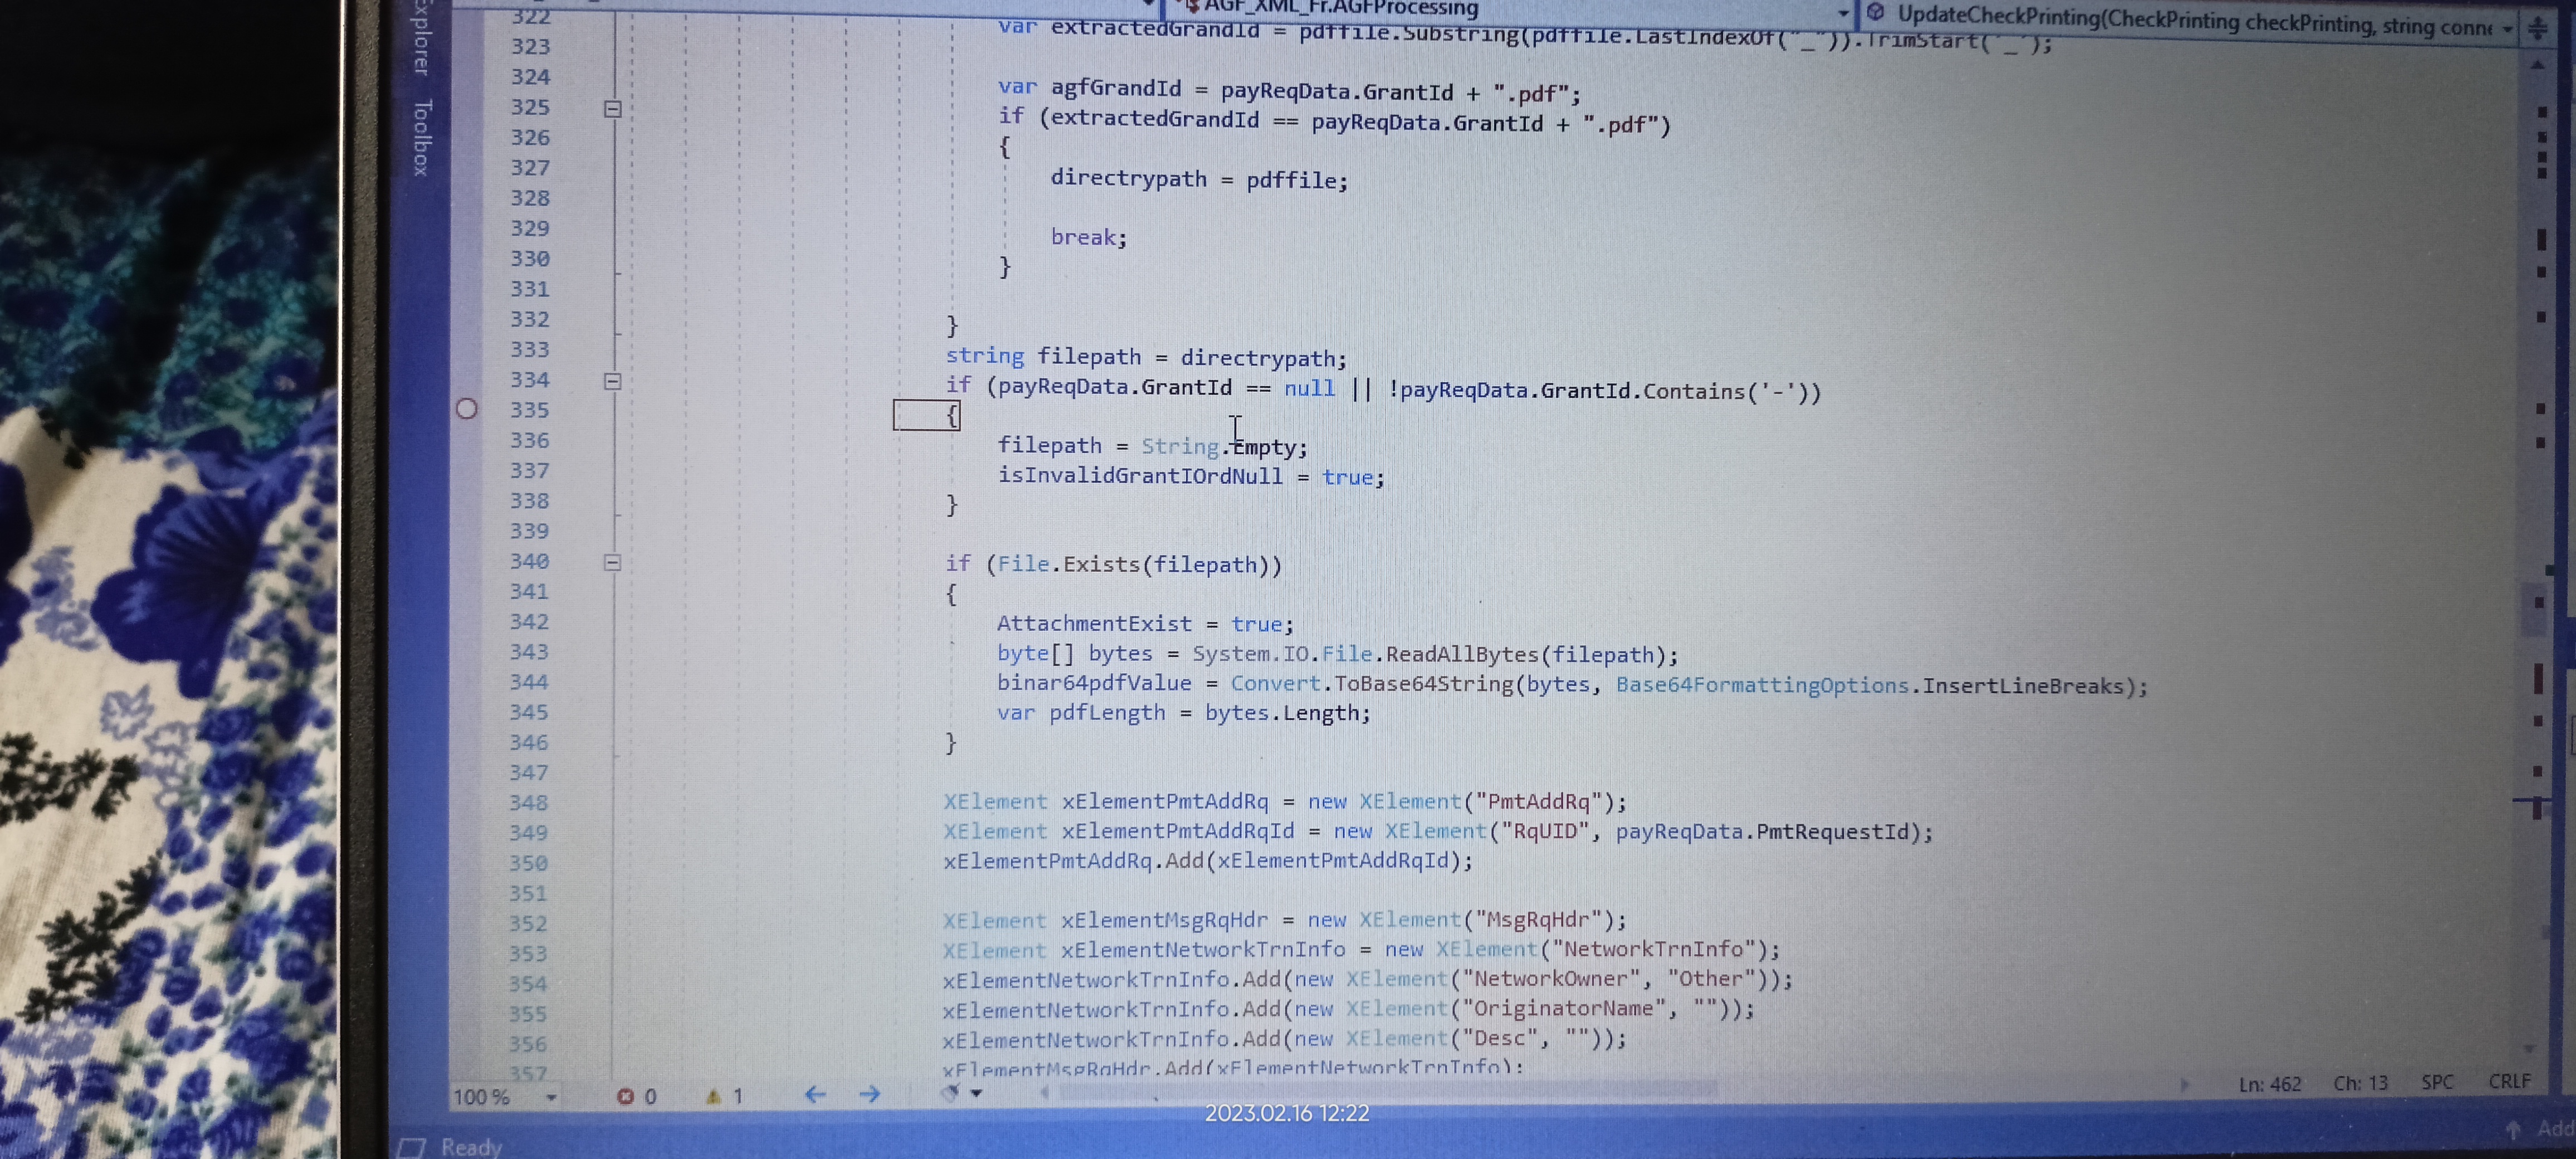 Explorer
Toolbox
AGF_XML_Fr.AGFProcessing
UpdateCheckPrinting(CheckPrinting checkPrinting, string conne
322
323 var extractedGrandId = pdffile.Substring(pdffile.LastIndexOf("_")).TrimStart('_');
324 var agfGrandId = payReqData.GrantId + ".pdf";
325 if (extractedGrandId == payReqData.GrantId + ".pdf")
326 {
327 directrypath = pdffile;
328
329 break;
330 }
331
332 }
333 string filepath = directrypath;
334 if (payReqData.GrantId == null || !payReqData.GrantId.Contains('-'))
335 {
336 filepath = String.Empty;
337 isInvalidGrantIOrdNull = true;
338 }
339
340 if (File.Exists(filepath))
341 {
342 AttachmentExist = true;
343 byte[] bytes = System.IO.File.ReadAllBytes(filepath);
344 binar64pdfValue = Convert.ToBase64String(bytes, Base64FormattingOptions.InsertLineBreaks);
345 var pdfLength = bytes.Length;
346 }
347
348 XElement xElementPmtAddRq = new XElement("PmtAddRq");
349 XElement xElementPmtAddRqId = new XElement("RqUID", payReqData.PmtRequestId);
350 xElementPmtAddRq.Add(xElementPmtAddRqId);
351
352 XElement xElementMsgRqHdr = new XElement("MsgRqHdr");
353 XElement xElementNetworkTrnInfo = new XElement("NetworkTrnInfo");
354 xElementNetworkTrnInfo.Add(new XElement("NetworkOwner", "Other"));
355 xElementNetworkTrnInfo.Add(new XElement("OriginatorName", ""));
356 xElementNetworkTrnInfo.Add(new XElement("Desc", ""));
357 xElementMsgRqHdr.Add(xElementNetworkTrnInfo);
100 % 0 1 Ln: 462 Ch: 13 SPC CRLF
2023.02.16 12:22
Ready Add